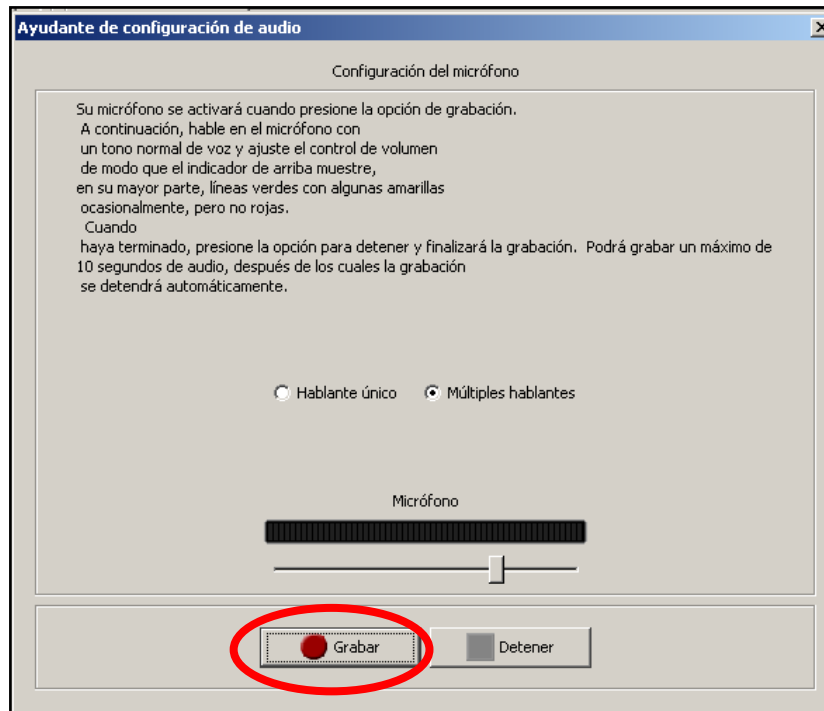 Ayudante de configuración de audio
Configuración del micrófono
Su micrófono se activará cuando presione la opción de grabación.
A continuación, hable en el micrófono con
un tono normal de voz y ajuste el control de volumen
de modo que el indicador de arriba muestre,
en su mayor parte, líneas verdes con algunas amarillas
ocasionalmente, pero no rojas.
Cuando
haya terminado, presione la opción para detener y finalizará la grabación.  Podrá grabar un máximo de
10 segundos de audio, después de los cuales la grabación
se detendrá automáticamente.
Hablante único Múltiples hablantes
Micrófono
Grabar Detener